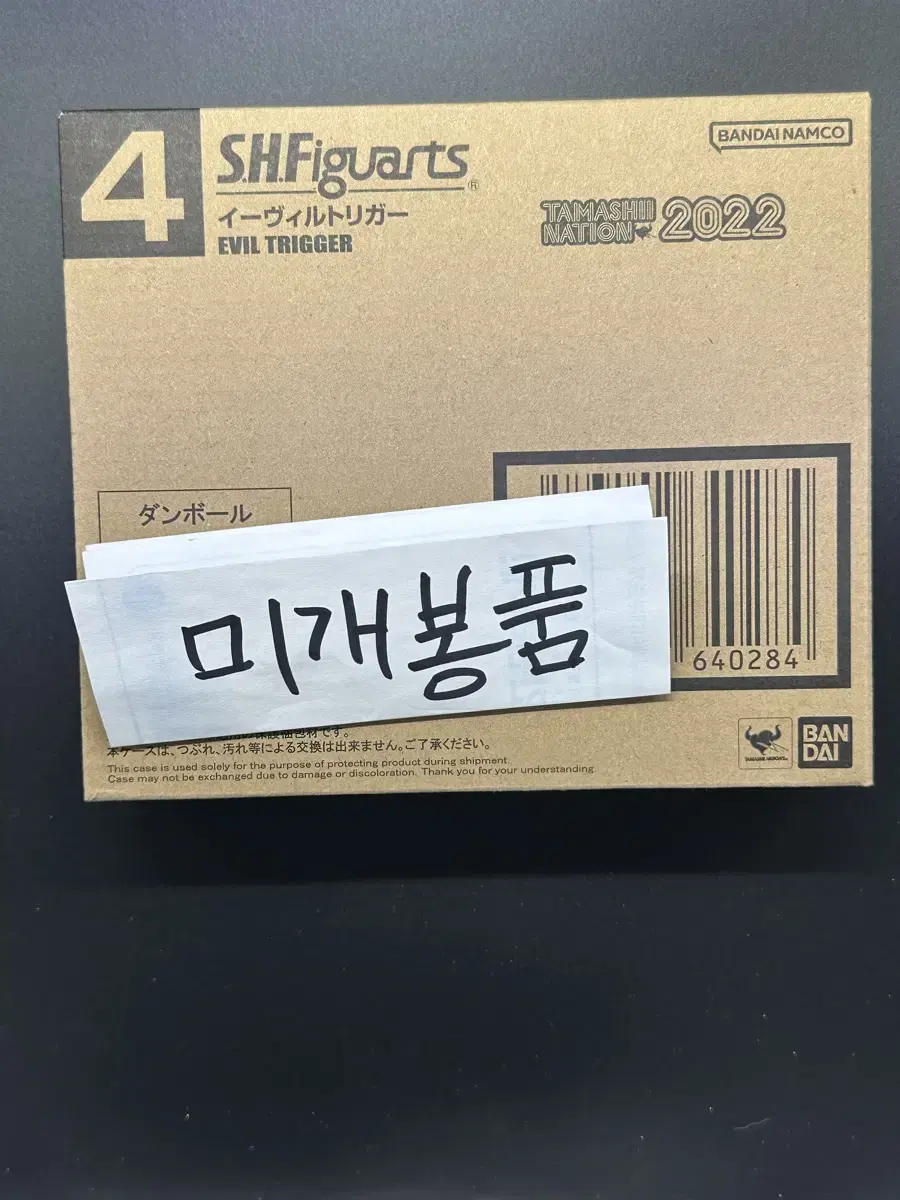 4
S.H.Figuarts®
イーヴィルトリガー
EVIL TRIGGER
BANDAI NAMCO
TAMASHII
NATION 2022
ダンボール
미개봉품
640284
本ケースは、つぶれ、汚れ等による交換は出来ません。ご了承ください。
This case is used solely for the purpose of protecting product during shipment.
Case may not be exchanged due to damage or discoloration. Thank you for your understanding.
TAMASHII NATIONS
BAN
DAI